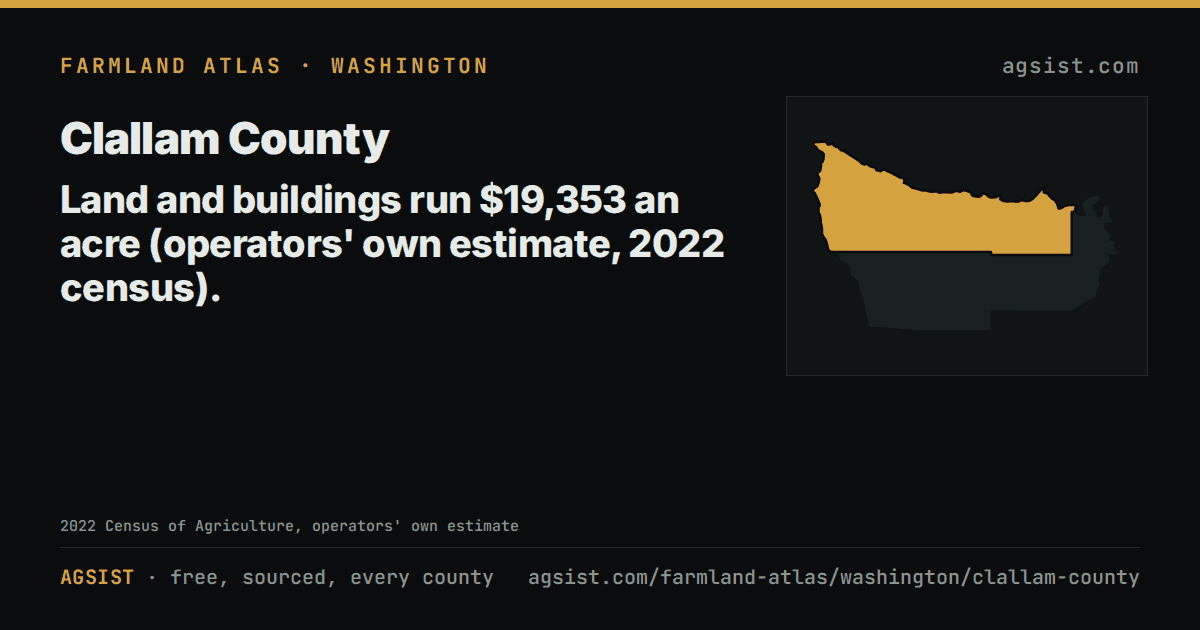 FARMLAND ATLAS · WASHINGTON
agsist.com
Clallam County
Land and buildings run $19,353 an
acre (operators' own estimate, 2022
census).
2022 Census of Agriculture, operators' own estimate
AGSIST · free, sourced, every county
agsist.com/farmland-atlas/washington/clallam-county